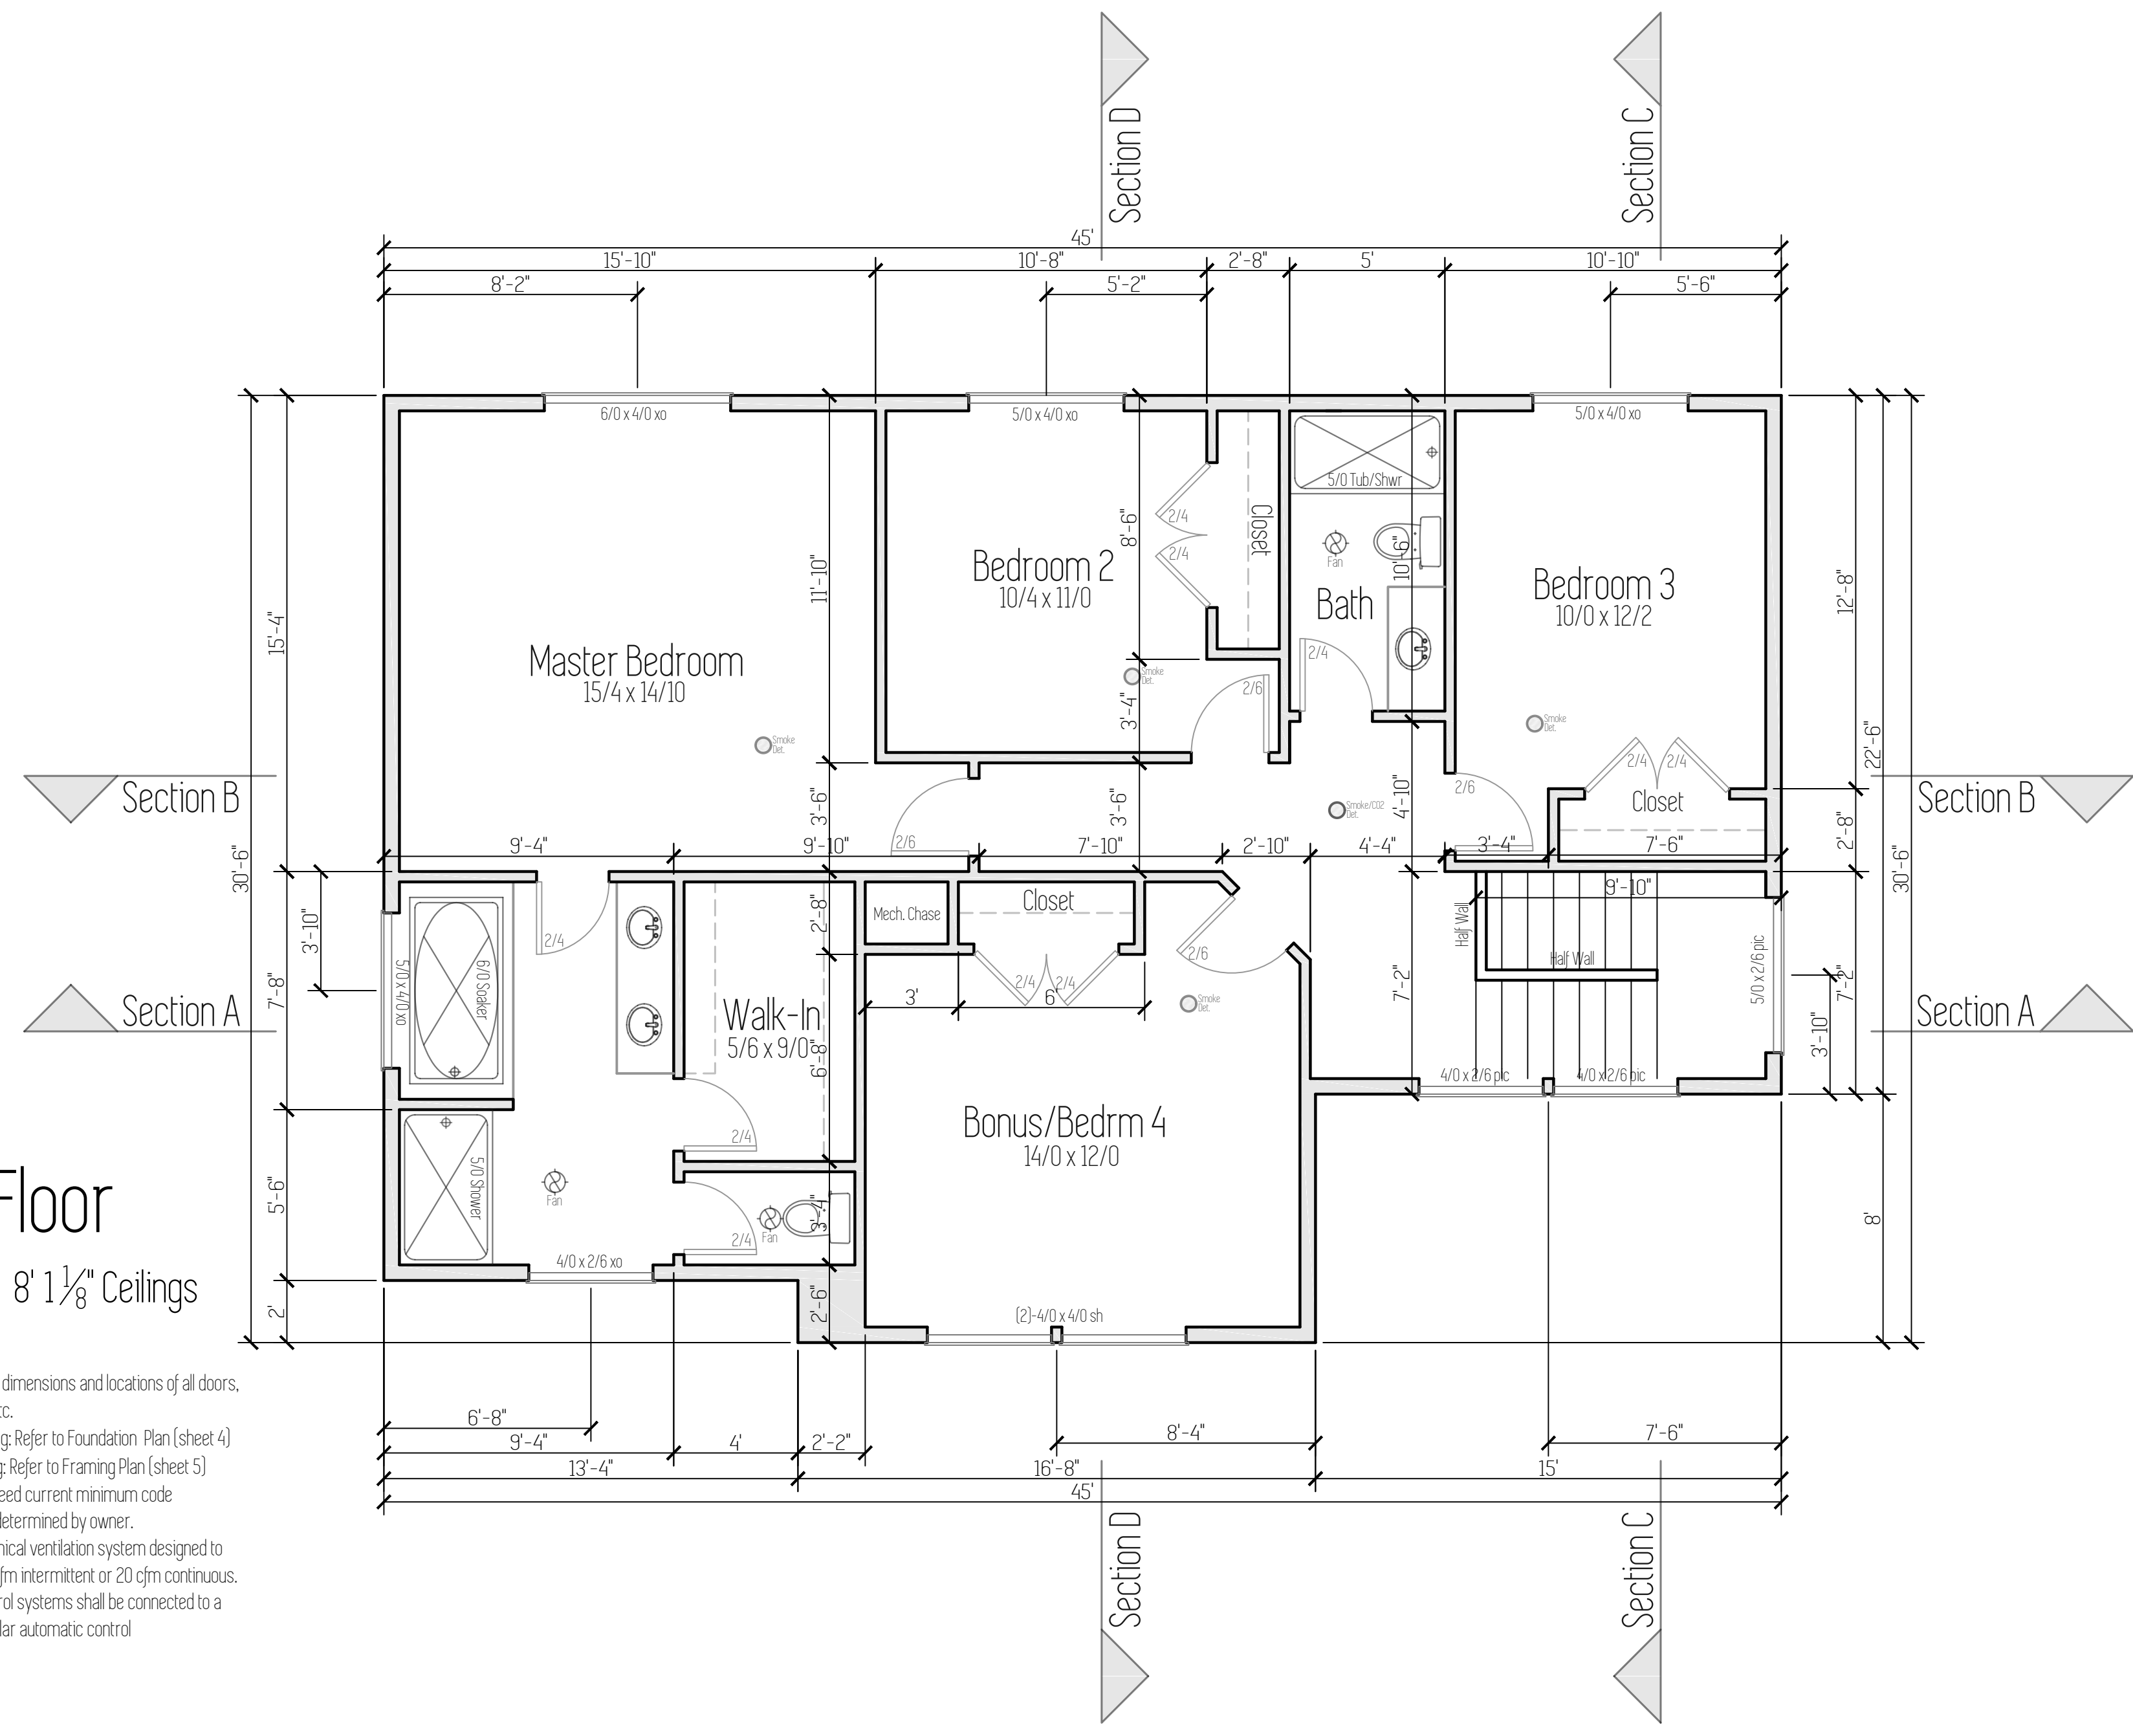 Section D
Section C
45'
15'-10"
10'-8"
2'-8"
5'
10'-10"
8'-2"
5'-2"
5'-6"
6/0 x 4/0 xo
5/0 x 4/0 xo
5/0 x 4/0 xo
5/0 Tub/Shwr
2/4
2/4
Closet
8'-6"
Fan
10'-6"
11'-10"
15'-4"
12'-8"
Bedroom 2
10/4 x 11/0
Bath
Bedroom 3
10/0 x 12/2
Master Bedroom
15/4 x 14/10
2/4
2/6
Smoke
Det.
3'-4"
Smoke
Det.
Smoke
Det.
22'-6"
2/4
2/4
Section B
Section B
3'-6"
3'-6"
4'-10"
Smoke/CO2
Det.
2/6
Closet
2'-8"
2/6
9'-4"
9'-10"
7'-10"
2'-10"
4'-4"
3'-4"
7'-6"
30'-6"
30'-6"
9'-10"
3'-10"
2/4
2'-8"
Mech. Chase
Closet
Half Wall
2/6
Half Wall
5/0 x 4/0 xo
6/0 Soaker
2/4
2/4
5/0 x 2/6 pic
7'-8"
7'-2"
7'-2"
3'
6'
Smoke
Det.
Section A
Section A
Walk-In
5/6 x 9/0
6'-8"
3'-10"
4/0 x 2/6 pic
4/0 x 2/6 pic
Bonus/Bedrm 4
14/0 x 12/0
2/4
5/0 Shower
Fan
5'-6"
Floor
2/4
Fan
3'-4"
8'
4/0 x 2/6 xo
8' 1 1/8" Ceilings
2'
2'-6"
(2)-4/0 x 4/0 sh
dimensions and locations of all doors,
6'-8"
g: Refer to Foundation Plan (sheet 4)
9'-4"
4'
2'-2"
8'-4"
7'-6"
g: Refer to Framing Plan (sheet 5)
13'-4"
16'-8"
15'
current minimum code
45'
determined by owner.
ventilation system designed to
cfm intermittent or 20 cfm continuous.
systems shall be connected to a
automatic control
Section D
Section C